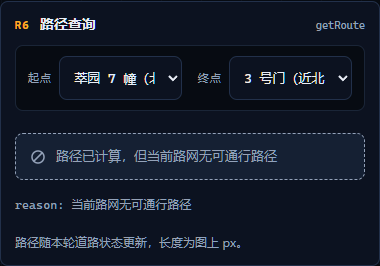 R6 路径查询 getRoute
起点 萃园 7 幢（ 终点 3 号门（近北
路径已计算，但当前路网无可通行路径
reason: 当前路网无可通行路径
路径随本轮道路状态更新，长度为图上 px。